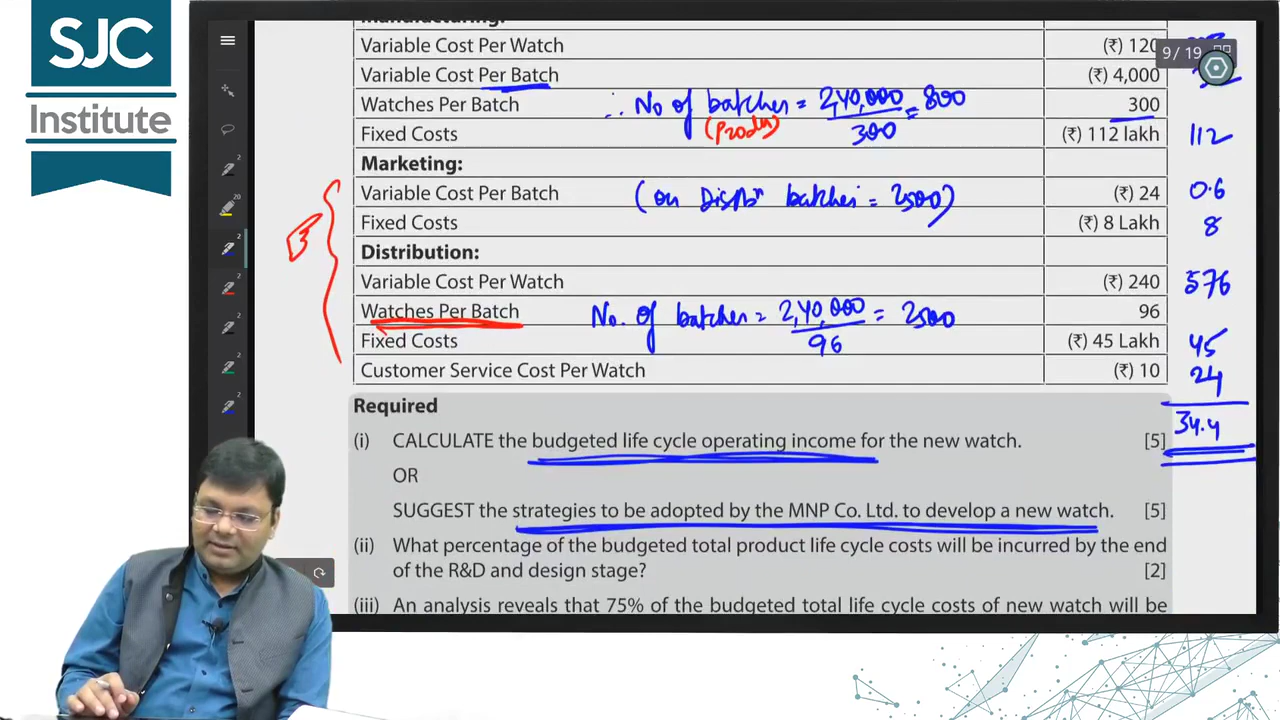 SJC
Institute
Manufacturing:
Variable Cost Per Watch (₹) 120
9 / 19
Variable Cost Per Batch (₹) 4,000
Watches Per Batch ∴ No of batches = 2,40,000 / 300 = 800 300
(Prodn)
Fixed Costs (₹) 112 lakh 112
Marketing:
Variable Cost Per Batch (on Distbn batches = 2500) (₹) 24 0.6
Fixed Costs (₹) 8 Lakh 8
Distribution:
Variable Cost Per Watch (₹) 240 576
Watches Per Batch No. of batches = 2,40,000 / 96 = 2500 96
Fixed Costs (₹) 45 Lakh 45
Customer Service Cost Per Watch (₹) 10 24
34.4
Required
(i) CALCULATE the budgeted life cycle operating income for the new watch. [5]
OR
SUGGEST the strategies to be adopted by the MNP Co. Ltd. to develop a new watch. [5]
(ii) What percentage of the budgeted total product life cycle costs will be incurred by the end
of the R&D and design stage? [2]
(iii) An analysis reveals that 75% of the budgeted total life cycle costs of new watch will be